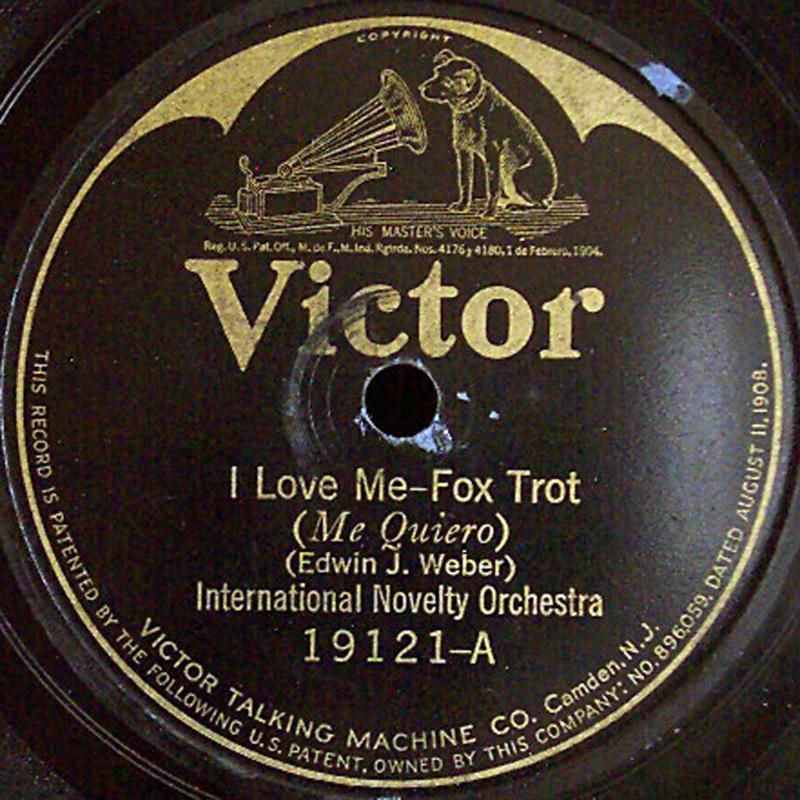 COPYRIGHT
HIS MASTER'S VOICE
Reg. U.S. Pat. Off., M. de F., M. Ind. Rgtrda. Nos. 4176 y 4180, 1 de Febrero, 1904.
Victor
I Love Me-Fox Trot
(Me Quiero)
(Edwin J. Weber)
International Novelty Orchestra
19121-A
VICTOR TALKING MACHINE CO. Camden, N.J.
THIS RECORD IS PATENTED BY THE FOLLOWING U.S. PATENT, OWNED BY THIS COMPANY: NO. 896,059, DATED AUGUST 11, 1908.